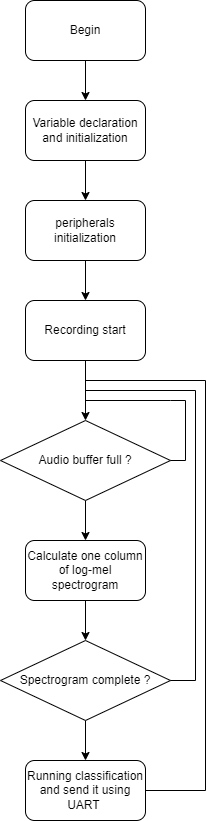 Begin
Variable declaration
and initialization
peripherals
initialization
Recording start
Audio buffer full ?
Calculate one column
of log-mel
spectrogram
Spectrogram complete ?
Running classification
and send it using
UART